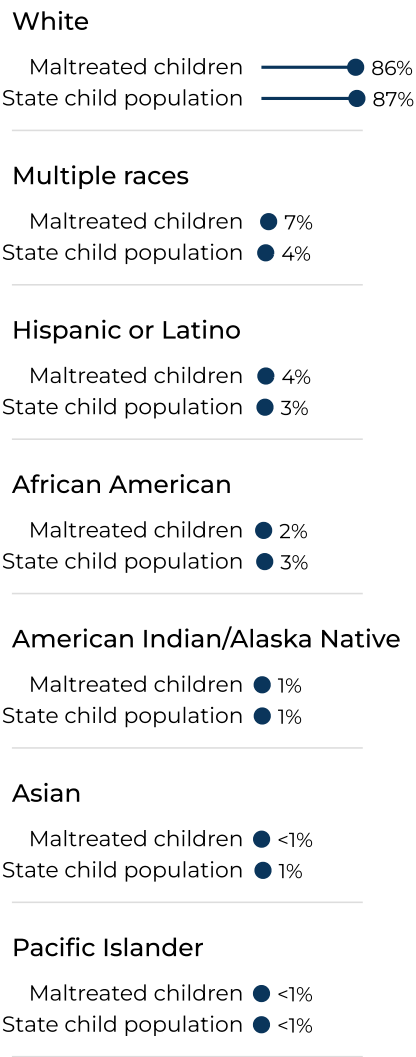 White
Maltreated children 86%
State child population 87%
Multiple races
Maltreated children 7%
State child population 4%
Hispanic or Latino
Maltreated children 4%
State child population 3%
African American
Maltreated children 2%
State child population 3%
American Indian/Alaska Native
Maltreated children 1%
State child population 1%
Asian
Maltreated children <1%
State child population 1%
Pacific Islander
Maltreated children <1%
State child population <1%